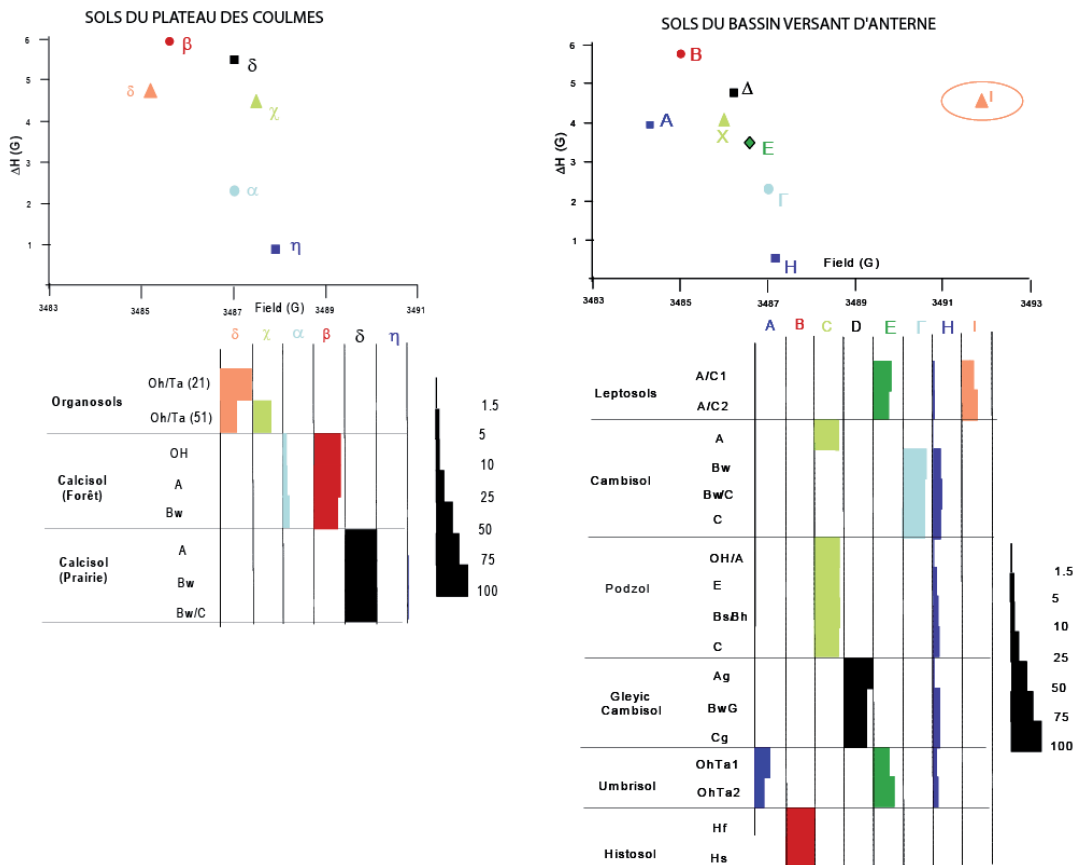 SOLS DU PLATEAU DES COULMES
6
5
4
3
2
1
ΔH (G)
β
δ
δ
χ
α
η
3483
3485
3487
3489
3491
Field (G)
δ
χ
α
β
δ
η
Organosols
Oh/Ta (21)
Oh/Ta (51)
Calcisol
(Forêt)
OH
A
Bw
Calcisol
(Prairie)
A
Bw
Bw/C
1.5
5
10
25
50
75
100
SOLS DU BASSIN VERSANT D'ANTERNE
6
5
4
3
2
1
ΔH (G)
B
Δ
I
A
X
E
Γ
H
Field (G)
3483
3485
3487
3489
3491
3493
A
B
C
D
E
Γ
H
I
Leptosols
A/C1
A/C2
Cambisol
A
Bw
Bw/C
C
Podzol
OH/A
E
Bs/Bh
C
Gleyic
Cambisol
Ag
BwG
Cg
Umbrisol
OhTa1
OhTa2
Histosol
Hf
Hs
1.5
5
10
25
50
75
100